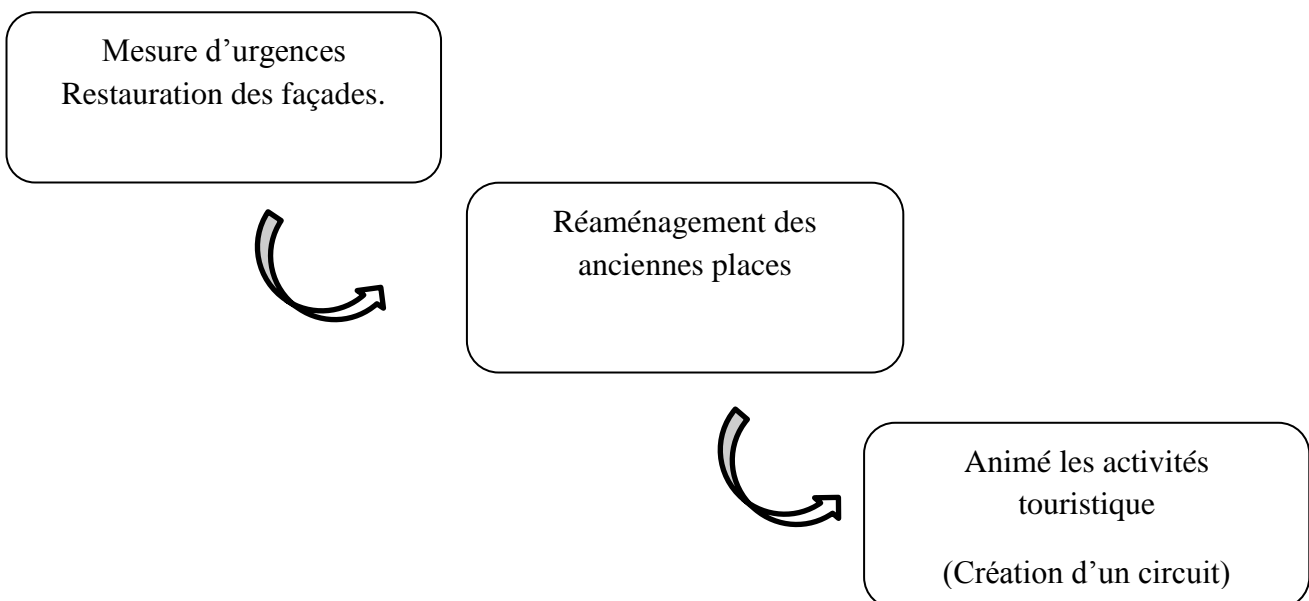 Mesure d’urgences
Restauration des façades.
Réaménagement des
anciennes places
Animé les activités
touristique
(Création d’un circuit)